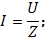 I = U/Z;